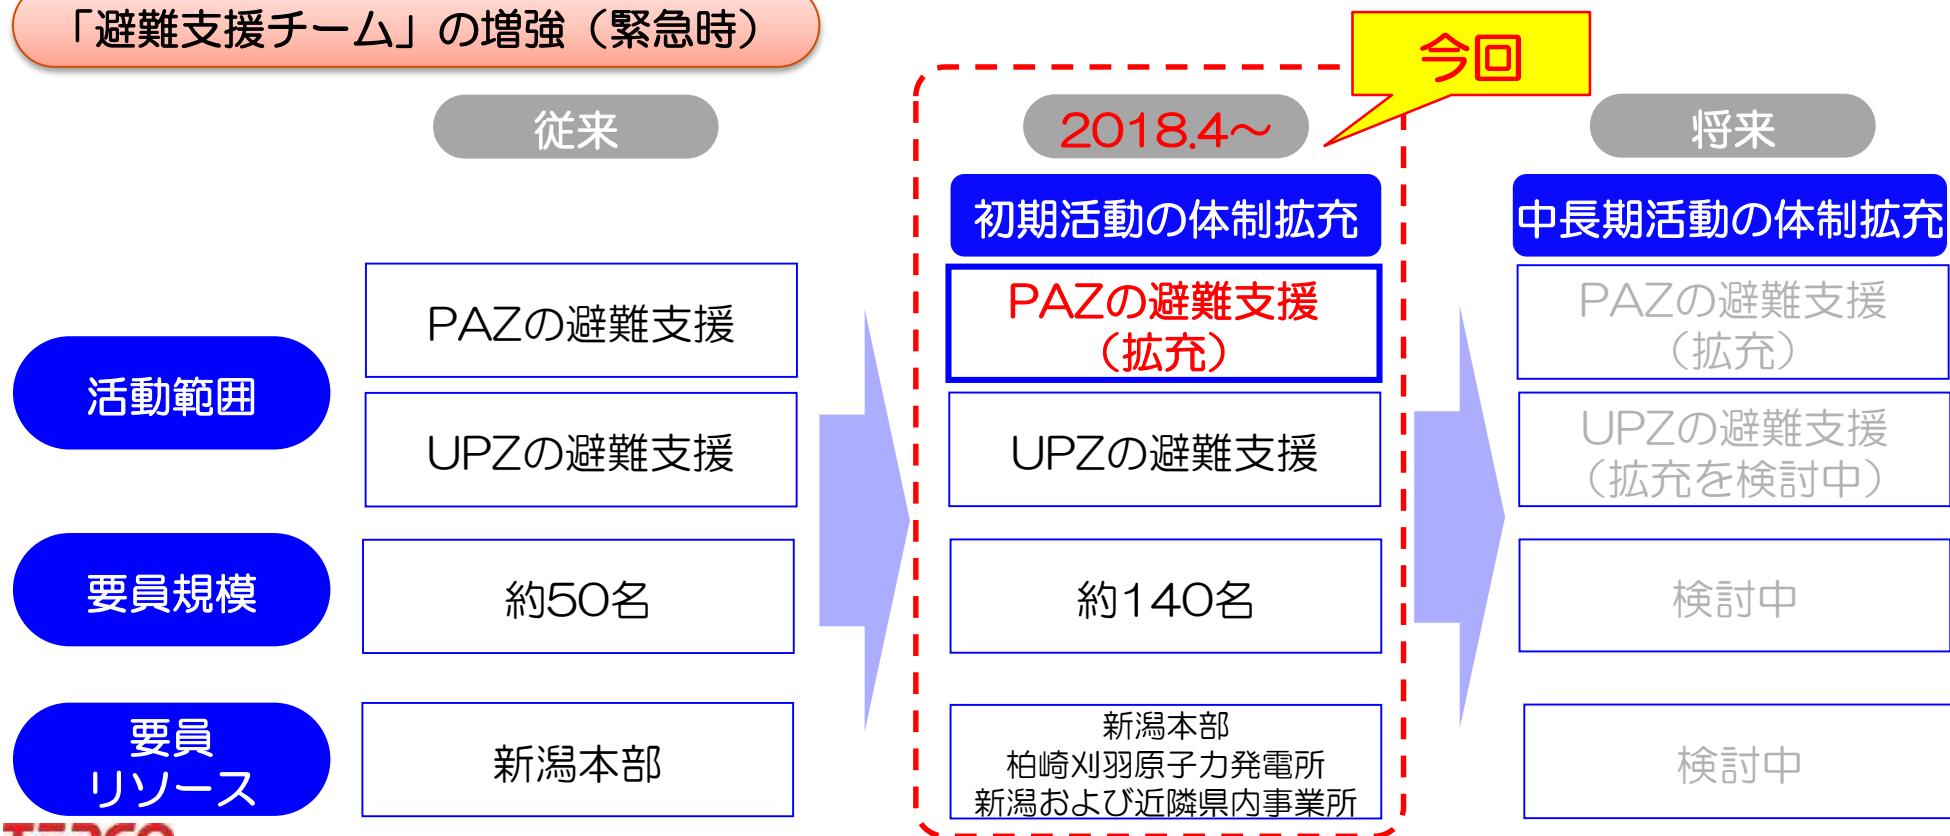 「避難支援チーム」の増強（緊急時）
今回
従来
2018.4～
将来
初期活動の体制拡充
中長期活動の体制拡充
活動範囲
PAZの避難支援
PAZの避難支援
（拡充）
PAZの避難支援
（拡充）
UPZの避難支援
UPZの避難支援
UPZの避難支援
（拡充を検討中）
要員規模
約50名
約140名
検討中
要員
リソース
新潟本部
新潟本部
柏崎刈羽原子力発電所
新潟および近隣県内事業所
検討中
TEPCO